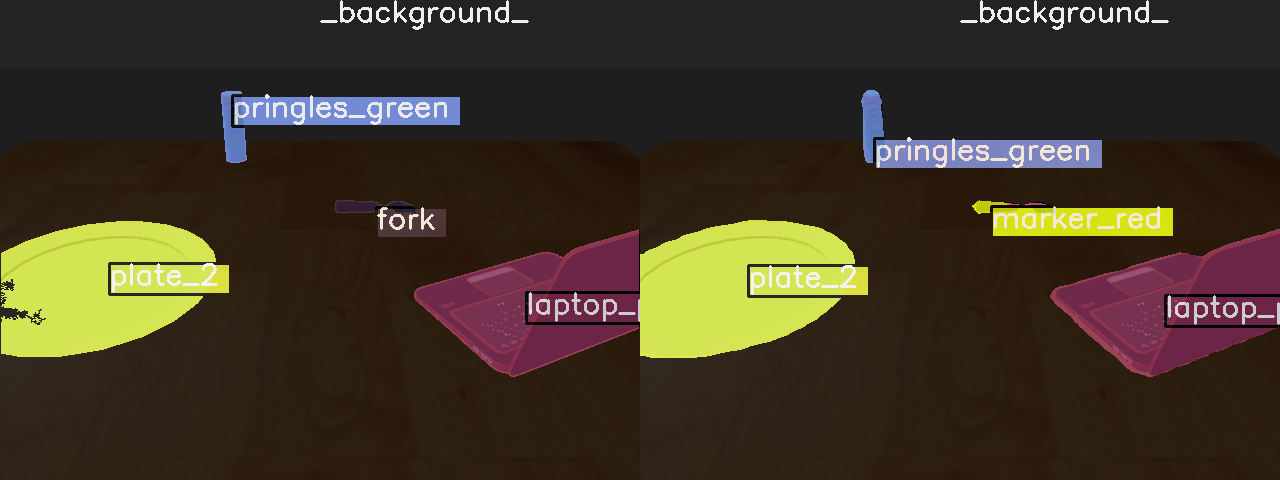 _background_
_background_
pringles_green
pringles_green
fork
marker_red
plate_2
plate_2
laptop_
laptop_